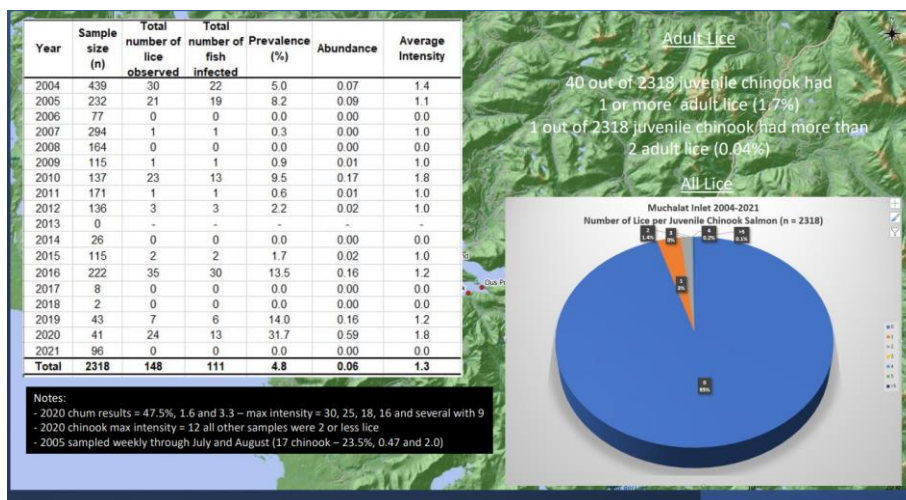 Year Sample size (n) Total number of lice observed Total number of fish infected Prevalence (%) Abundance Average Intensity
2004 439 30 22 5.0 0.07 1.4
2005 232 21 19 8.2 0.09 1.1
2006 77 0 0 0.0 0.00 0.0
2007 294 1 1 0.3 0.00 1.0
2008 164 0 0 0.0 0.00 0.0
2009 115 1 1 0.9 0.01 1.0
2010 137 23 13 9.5 0.17 1.8
2011 171 1 1 0.6 0.01 1.0
2012 136 3 3 2.2 0.02 1.0
2013 0 - - - - -
2014 26 0 0 0.0 0.00 0.0
2015 115 2 2 1.7 0.02 1.0
2016 222 35 30 13.5 0.16 1.2
2017 8 0 0 0.0 0.00 0.0
2018 2 0 0 0.0 0.00 0.0
2019 43 7 6 14.0 0.16 1.2
2020 41 24 13 31.7 0.59 1.8
2021 96 0 0 0.0 0.00 0.0
Total 2318 148 111 4.8 0.06 1.3
Notes:
- 2020 chum results = 47.5%, 1.6 and 3.3 – max intensity = 30, 25, 18, 16 and several with 9
- 2020 chinook max intensity = 12 all other samples were 2 or less lice
- 2005 sampled weekly through July and August (17 chinook – 23.5%, 0.47 and 2.0)
Adult Lice
40 out of 2318 juvenile chinook had
1 or more adult lice (1.7%)
1 out of 2318 juvenile chinook had more than
2 adult lice (0.04%)
All Lice
Muchalat Inlet 2004-2021
Number of Lice per Juvenile Chinook Salmon (n = 2318)
2
1.4%
3
0%
4
0.2%
>5
0.1%
1
0
95%